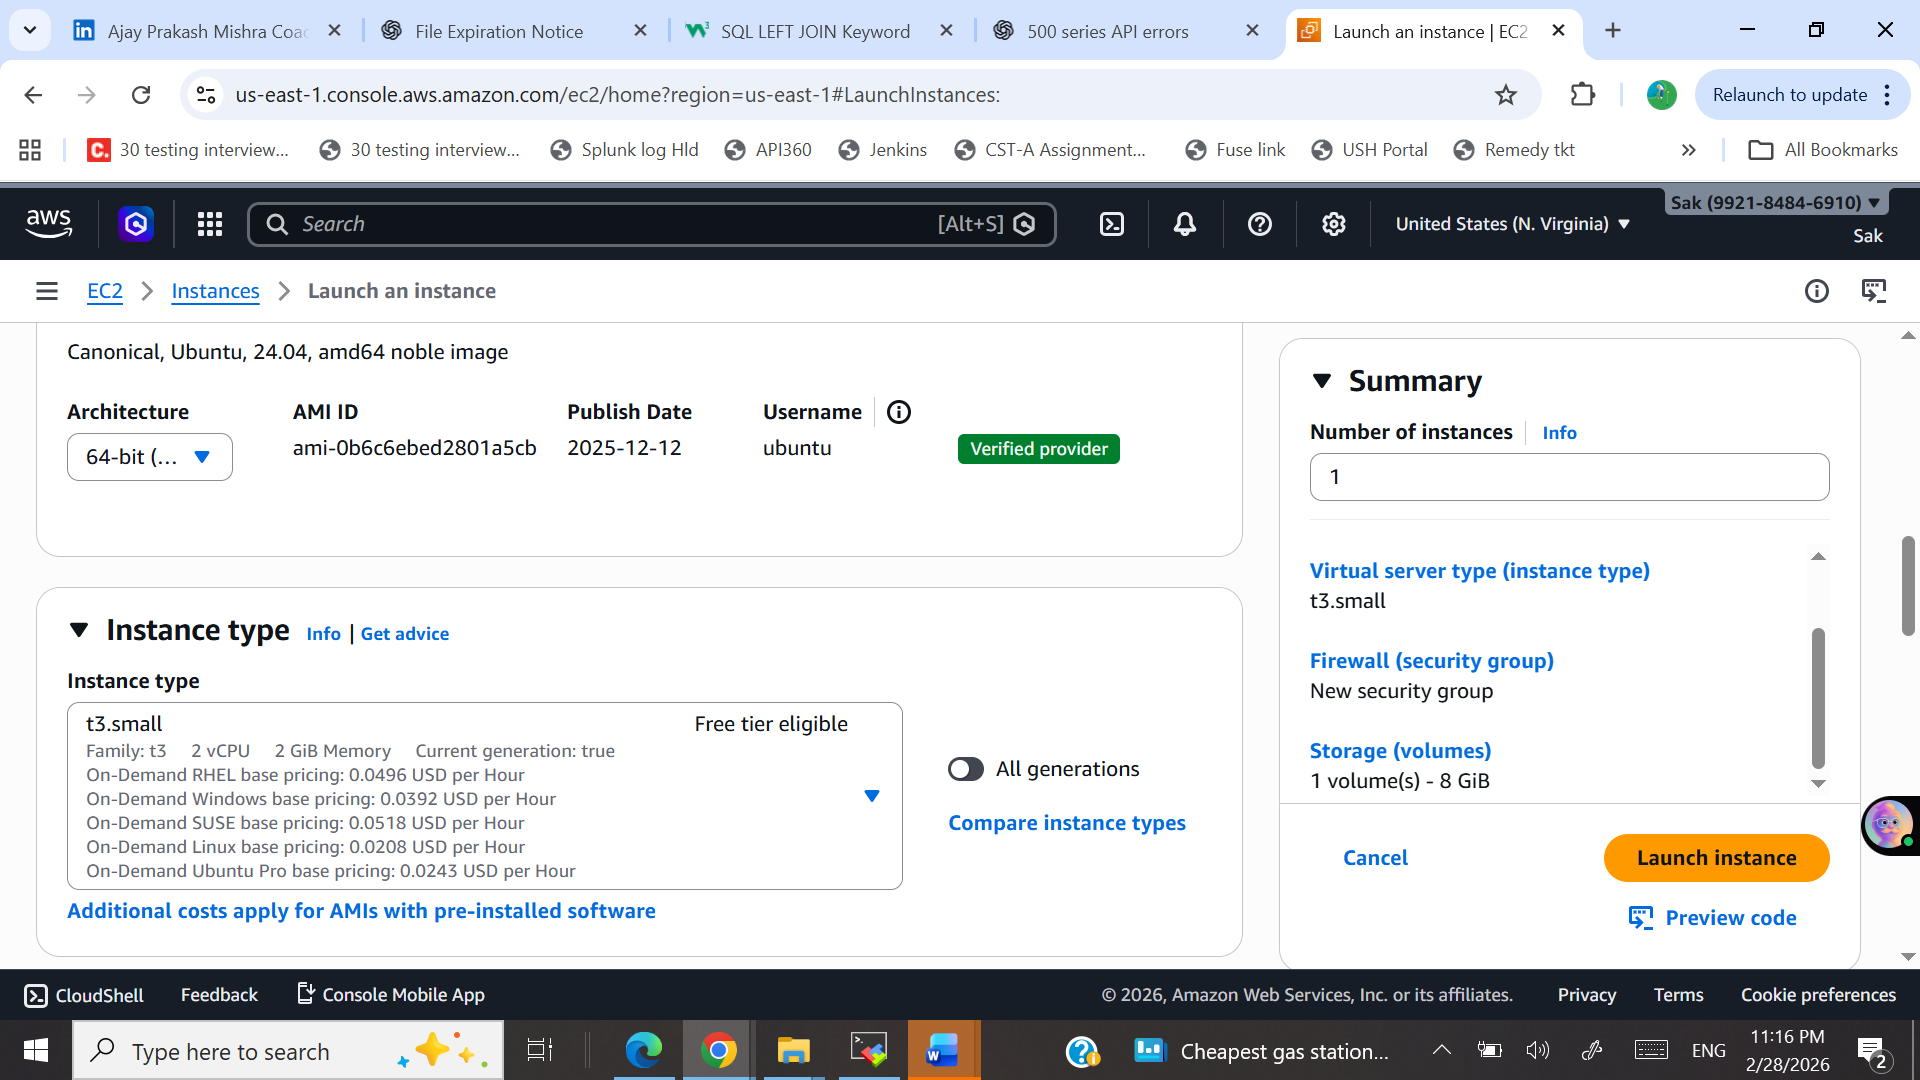 Ajay Prakash Mishra Coac
File Expiration Notice
SQL LEFT JOIN Keyword
500 series API errors
Launch an instance | EC2
us-east-1.console.aws.amazon.com/ec2/home?region=us-east-1#LaunchInstances:
Relaunch to update
30 testing interview...
30 testing interview...
Splunk log Hld
API360
Jenkins
CST-A Assignment...
Fuse link
USH Portal
Remedy tkt
All Bookmarks
aws
Search
[Alt+S]
United States (N. Virginia)
Sak (9921-8484-6910)
Sak
EC2
Instances
Launch an instance
Canonical, Ubuntu, 24.04, amd64 noble image
Architecture
AMI ID
Publish Date
Username
64-bit (...
ami-0b6c6ebed2801a5cb
2025-12-12
ubuntu
Verified provider
Instance type
Info | Get advice
Instance type
t3.small
Free tier eligible
Family: t3 2 vCPU 2 GiB Memory Current generation: true
On-Demand RHEL base pricing: 0.0496 USD per Hour
On-Demand Windows base pricing: 0.0392 USD per Hour
On-Demand SUSE base pricing: 0.0518 USD per Hour
On-Demand Linux base pricing: 0.0208 USD per Hour
On-Demand Ubuntu Pro base pricing: 0.0243 USD per Hour
All generations
Compare instance types
Additional costs apply for AMIs with pre-installed software
Summary
Number of instances
Info
1
Virtual server type (instance type)
t3.small
Firewall (security group)
New security group
Storage (volumes)
1 volume(s) - 8 GiB
Cancel
Launch instance
Preview code
CloudShell
Feedback
Console Mobile App
© 2026, Amazon Web Services, Inc. or its affiliates.
Privacy
Terms
Cookie preferences
Type here to search
Cheapest gas station...
ENG
11:16 PM
2/28/2026
2